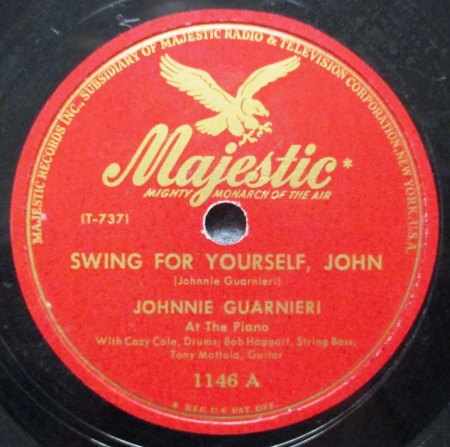 MAJESTIC RECORDS INC., SUBSIDIARY OF MAJESTIC RADIO & TELEVISION CORPORATION NEW YORK, U.S.A
Majestic*
MIGHTY MONARCH OF THE AIR
(T-737)
SWING FOR YOURSELF, JOHN
(Johnnie Guarnieri)
JOHNNIE GUARNIERI
At The Piano
With Cozy Cole, Drums; Bob Haggart, String Bass;
Tony Mottola, Guitar
1146 A
* REG. U.S. PAT. OFF.